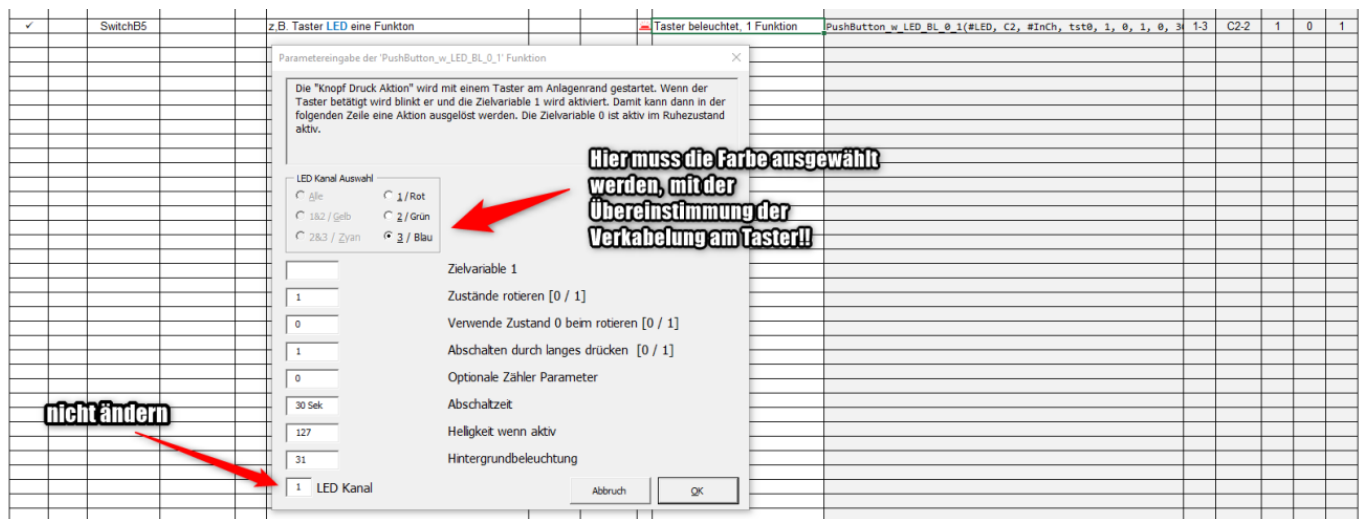 ✓ SwitchB5 z.B. Taster LED eine Funkton Taster beleuchtet, 1 Funktion PushButton_w_LED_BL_0_1(#LED, C2, #InCh, tst0, 1, 0, 1, 0, 30 1-3 C2-2 1 0 1
Parametereingabe der 'PushButton_w_LED_BL_0_1' Funktion
Die "Knopf Druck Aktion" wird mit einem Taster am Anlagenrand gestartet. Wenn der
Taster betätigt wird blinkt er und die Zielvariable 1 wird aktiviert. Damit kann dann in der
folgenden Zeile eine Aktion ausgelöst werden. Die Zielvariable 0 ist aktiv im Ruhezustand
aktiv.
Hier muss die Farbe ausgewählt
werden, mit der
Übereinstimmung der
Verkabelung am Taster!!
LED Kanal Auswahl
Alle 1 / Rot
1&2 / Gelb 2 / Grün
2&3 / Zyan 3 / Blau
Zielvariable 1
1 Zustände rotieren [0 / 1]
0 Verwende Zustand 0 beim rotieren [0 / 1]
1 Abschalten durch langes drücken [0 / 1]
0 Optionale Zähler Parameter
30 Sek Abschaltzeit
nicht ändern
127 Helligkeit wenn aktiv
31 Hintergrundbeleuchtung
1 LED Kanal
Abbruch OK